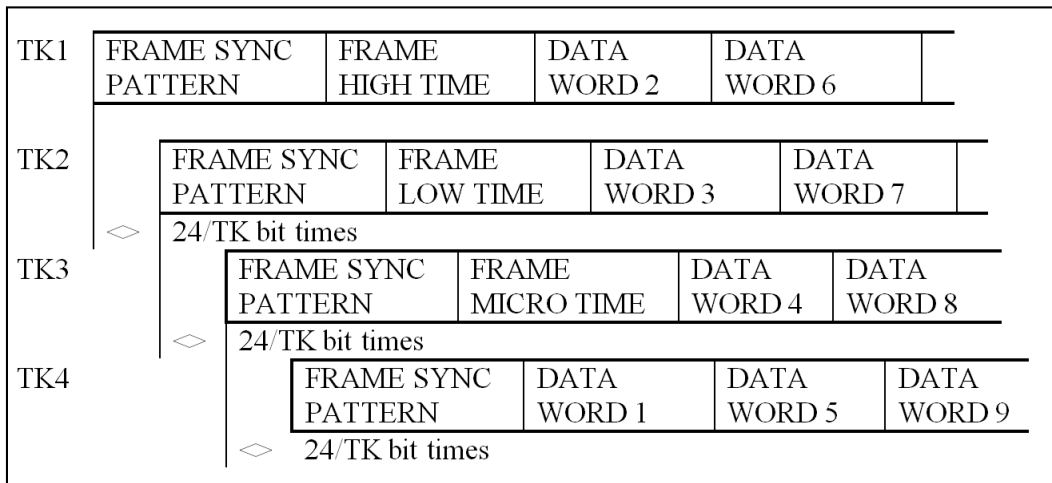 TK1 FRAME SYNC FRAME DATA DATA
PATTERN HIGH TIME WORD 2 WORD 6
TK2 FRAME SYNC FRAME DATA DATA
PATTERN LOW TIME WORD 3 WORD 7
24/TK bit times
TK3 FRAME SYNC FRAME DATA DATA
PATTERN MICRO TIME WORD 4 WORD 8
24/TK bit times
TK4 FRAME SYNC DATA DATA DATA
PATTERN WORD 1 WORD 5 WORD 9
24/TK bit times